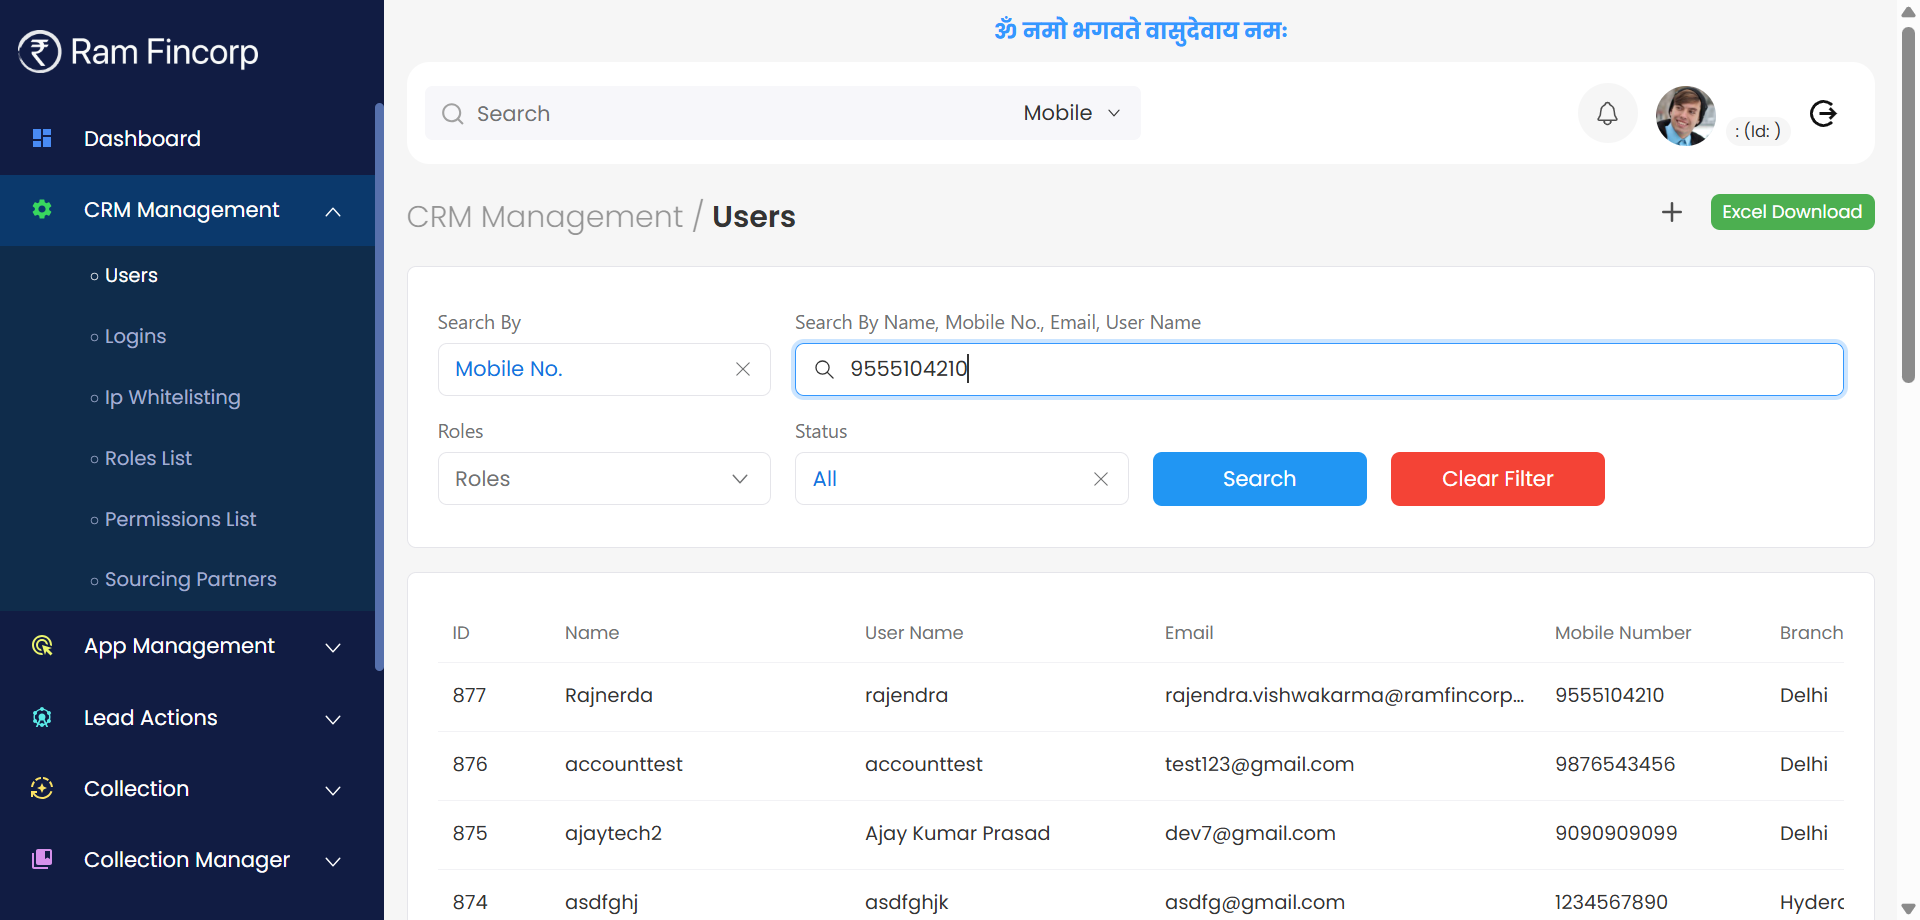 Ram Fincorp
ॐ नमो भगवते वासुदेवाय नमः
Search
Mobile
: (Id: )
Dashboard
CRM Management
Users
Logins
Ip Whitelisting
Roles List
Permissions List
Sourcing Partners
App Management
Lead Actions
Collection
Collection Manager
CRM Management / Users
Excel Download
Search By
Search By Name, Mobile No., Email, User Name
Mobile No.
9555104210
Roles
Status
Roles
All
Search
Clear Filter
ID Name User Name Email Mobile Number Branch
877 Rajnerda rajendra rajendra.vishwakarma@ramfincorp... 9555104210 Delhi
876 accounttest accounttest test123@gmail.com 9876543456 Delhi
875 ajaytech2 Ajay Kumar Prasad dev7@gmail.com 9090909099 Delhi
874 asdfghj asdfghjk asdfg@gmail.com 1234567890